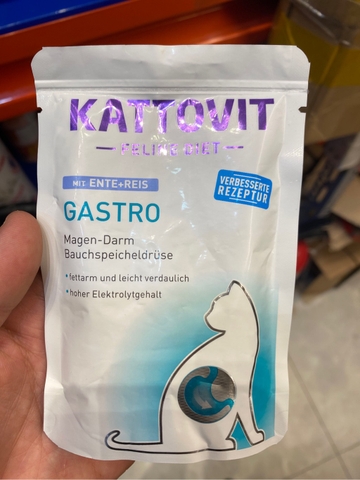 KATTOVIT
FELINE DIET
MIT ENTE+REIS
VERBESSERTE
REZEPTUR
GASTRO
Magen-Darm
Bauchspeicheldrüse
• fettarm und leicht verdaulich
• hoher Elektrolytgehalt